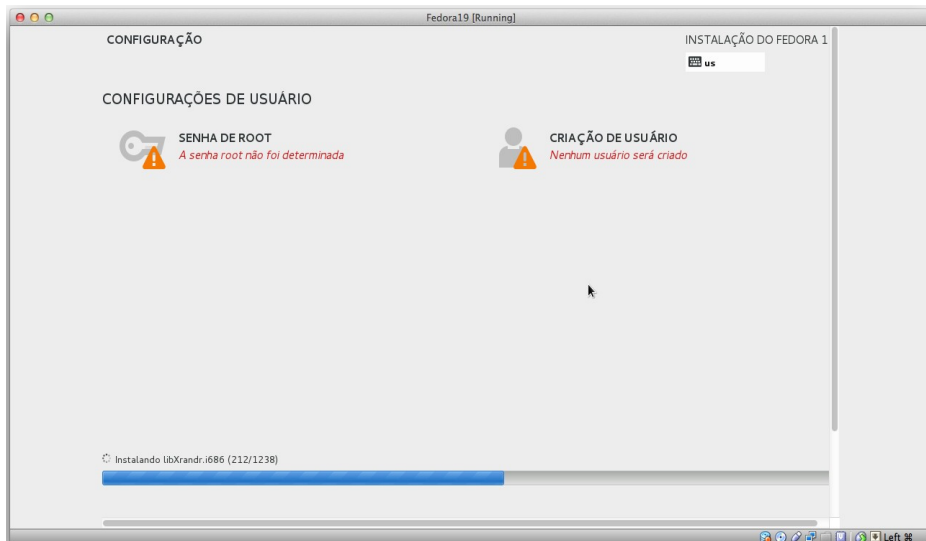 Fedora19 [Running]
CONFIGURAÇÃO
INSTALAÇÃO DO FEDORA 1
us
CONFIGURAÇÕES DE USUÁRIO
SENHA DE ROOT
A senha root não foi determinada
CRIAÇÃO DE USUÁRIO
Nenhum usuário será criado
Instalando libXrandr.i686 (212/1238)
Left ⌘